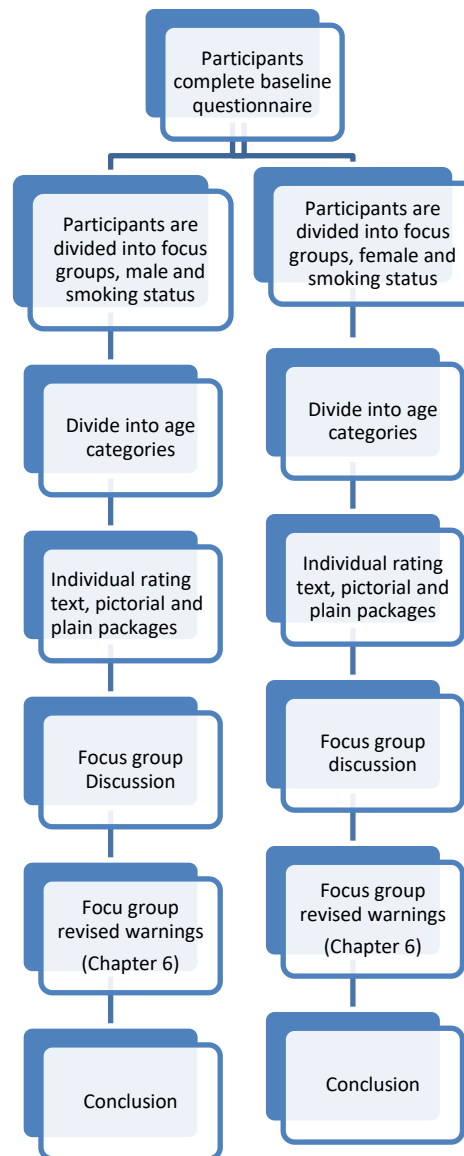 Participants
complete baseline
questionnaire
Participants are
divided into focus
groups, male and
smoking status
Divide into age
categories
Individual rating
text, pictorial and
plain packages
Focus group
Discussion
Focu group
revised warnings
(Chapter 6)
Conclusion
Participants are
divided into focus
groups, female and
smoking status
Divide into age
categories
Individual rating
text, pictorial and
plain packages
Focus group
discussion
Focus group
revised warnings
(Chapter 6)
Conclusion